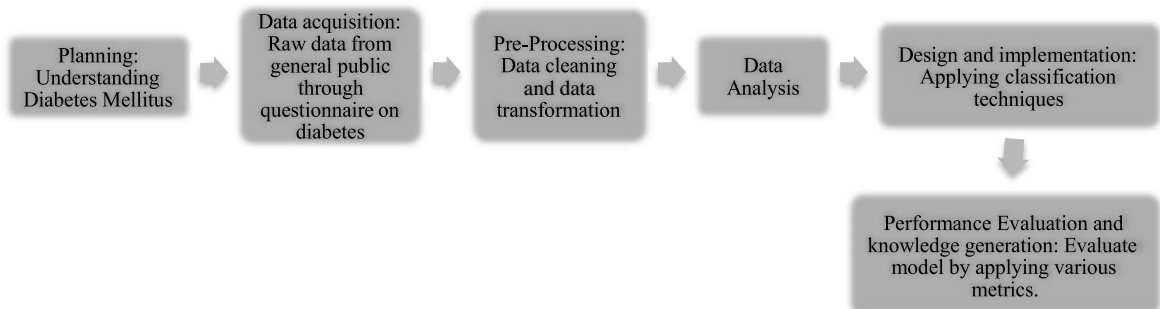 Planning:
Understanding
Diabetes Mellitus
Data acquisition:
Raw data from
general public
through
questionnaire on
diabetes
Pre-Processing:
Data cleaning
and data
transformation
Data
Analysis
Design and implementation:
Applying classification
techniques
Performance Evaluation and
knowledge generation: Evaluate
model by applying various
metrics.